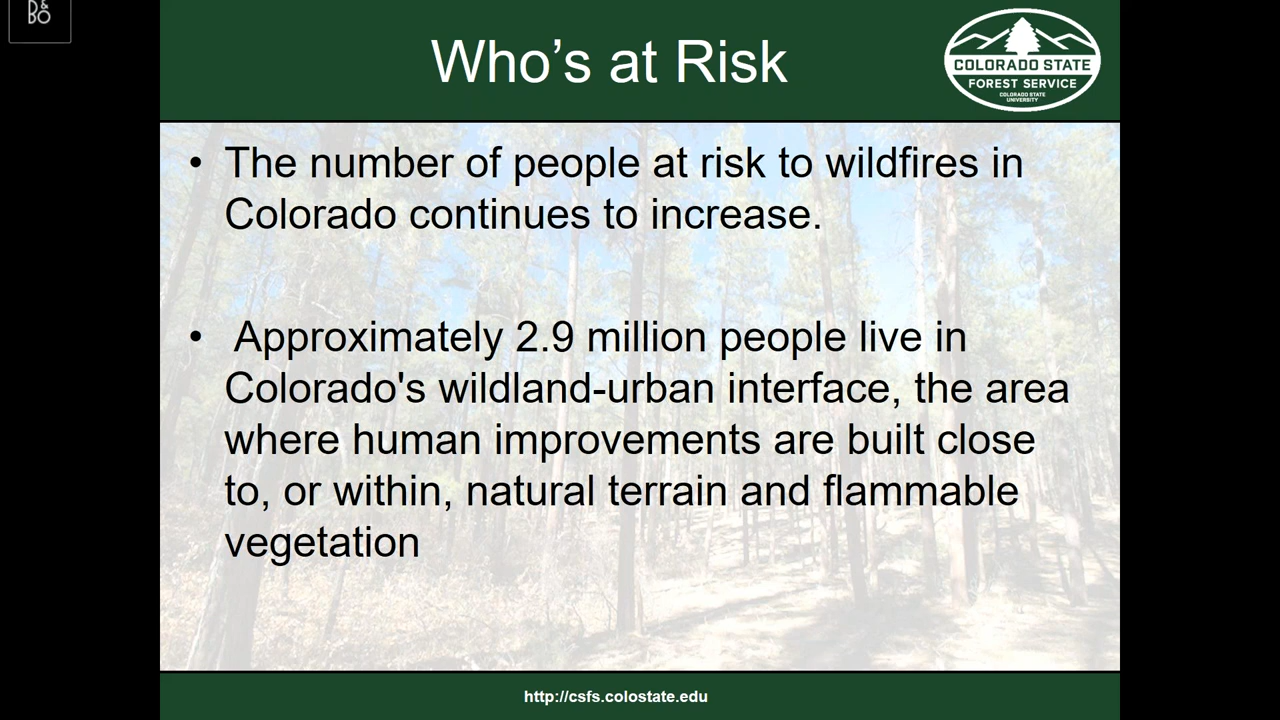 D&
BO
Who’s at Risk
COLORADO STATE
FOREST SERVICE
COLORADO STATE
UNIVERSITY
• The number of people at risk to wildfires in
Colorado continues to increase.
• Approximately 2.9 million people live in
Colorado's wildland-urban interface, the area
where human improvements are built close
to, or within, natural terrain and flammable
vegetation
http://csfs.colostate.edu